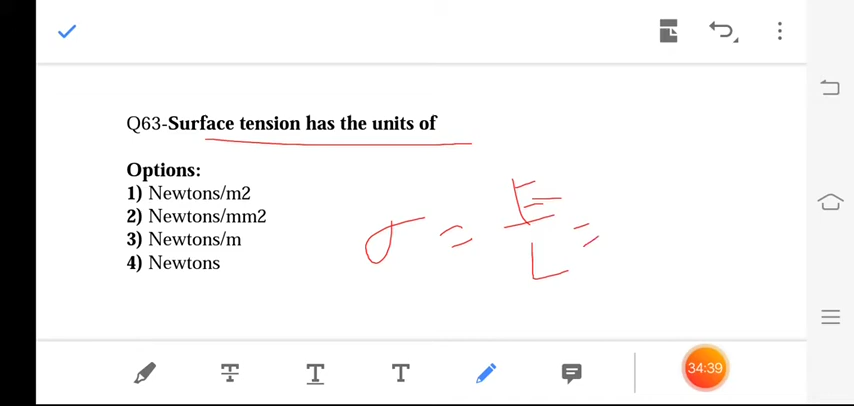 Q63-Surface tension has the units of
Options:
1) Newtons/m2
2) Newtons/mm2
3) Newtons/m
4) Newtons
σ = F/L =
T T T
34:39